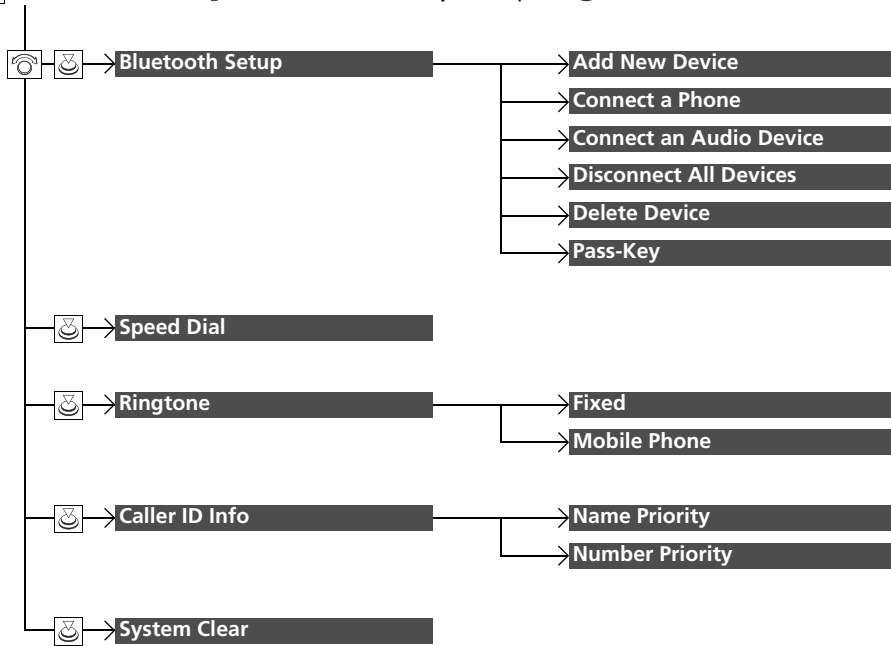 Bluetooth Setup
Add New Device
Connect a Phone
Connect an Audio Device
Disconnect All Devices
Delete Device
Pass-Key
Speed Dial
Ringtone
Fixed
Mobile Phone
Caller ID Info
Name Priority
Number Priority
System Clear